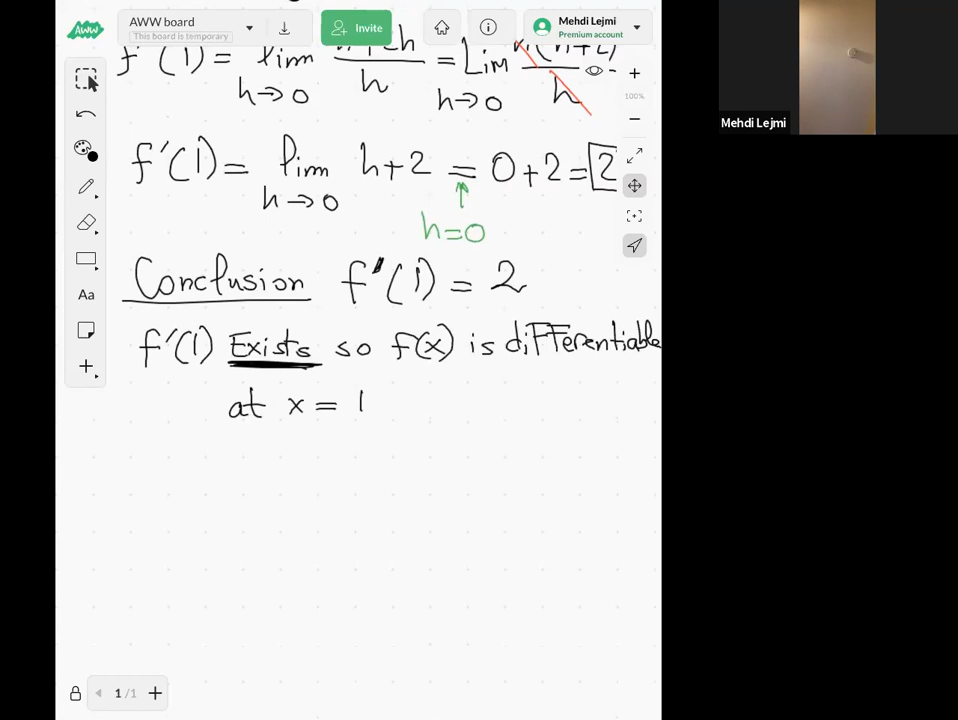 AWW
AWW board
This board is temporary
Invite
Mehdi Lejmi
Premium account
f'(1) = lim = Lim
h h
h→0 h→0
100%
f'(1) = lim h+2 = 0+2 = 2
h→0
h=0
Conclusion f'(1) = 2
f'(1) Exists so f(x) is diFFerentiable
at x = 1
Aa
1/1
Mehdi Lejmi